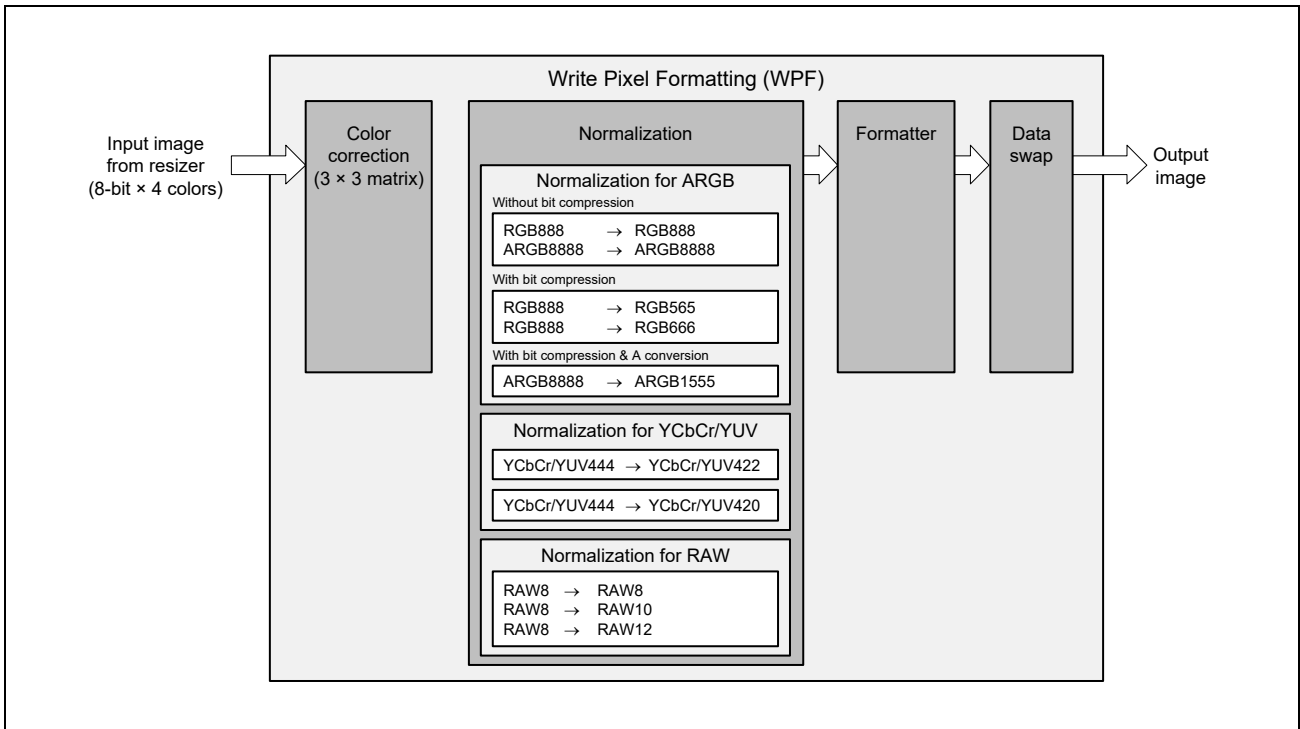 Write Pixel Formatting (WPF)
Input image
from resizer
(8-bit × 4 colors)
Color
correction
(3 × 3 matrix)
Normalization
Normalization for ARGB
Without bit compression
RGB888 → RGB888
ARGB8888 → ARGB8888
With bit compression
RGB888 → RGB565
RGB888 → RGB666
With bit compression & A conversion
ARGB8888 → ARGB1555
Normalization for YCbCr/YUV
YCbCr/YUV444 → YCbCr/YUV422
YCbCr/YUV444 → YCbCr/YUV420
Normalization for RAW
RAW8 → RAW8
RAW8 → RAW10
RAW8 → RAW12
Formatter
Data
swap
Output
image